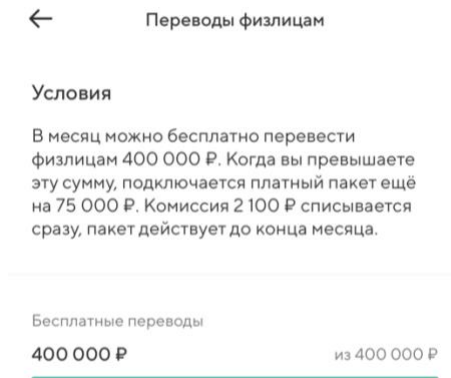 Переводы физлицам
Условия
В месяц можно бесплатно перевести
физлицам 400 000 ₽. Когда вы превышаете
эту сумму, подключается платный пакет ещё
на 75 000 ₽. Комиссия 2 100 ₽ списывается
сразу, пакет действует до конца месяца.
Бесплатные переводы
400 000 ₽ из 400 000 ₽